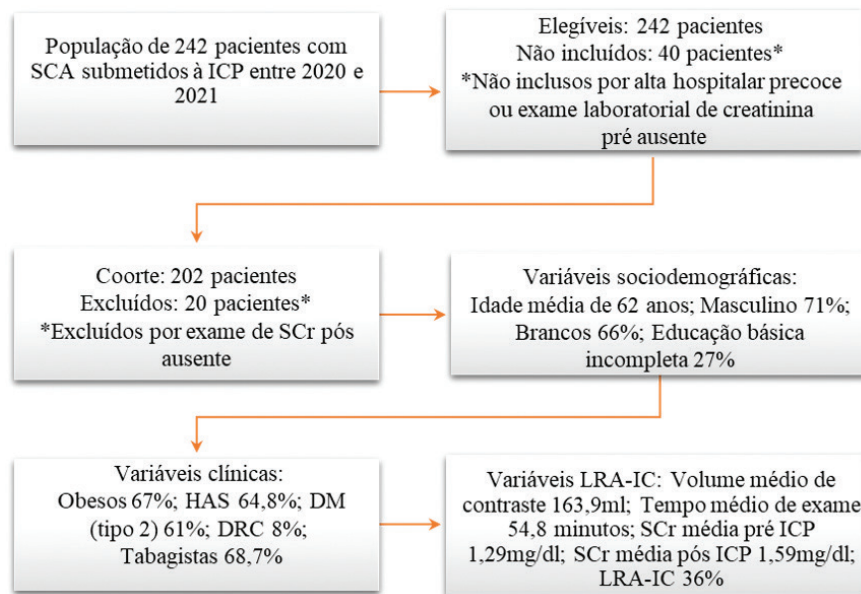 População de 242 pacientes com
SCA submetidos à ICP entre 2020 e
2021
Elegíveis: 242 pacientes
Não incluídos: 40 pacientes*
*Não inclusos por alta hospitalar precoce
ou exame laboratorial de creatinina
pré ausente
Coorte: 202 pacientes
Excluídos: 20 pacientes*
*Excluídos por exame de SCr pós
ausente
Variáveis sociodemográficas:
Idade média de 62 anos; Masculino 71%;
Brancos 66%; Educação básica
incompleta 27%
Variáveis clínicas:
Obesos 67%; HAS 64,8%; DM
(tipo 2) 61%; DRC 8%;
Tabagistas 68,7%
Variáveis LRA-IC: Volume médio de
contraste 163,9ml; Tempo médio de exame
54,8 minutos; SCr média pré ICP
1,29mg/dl; SCr média pós ICP 1,59mg/dl;
LRA-IC 36%